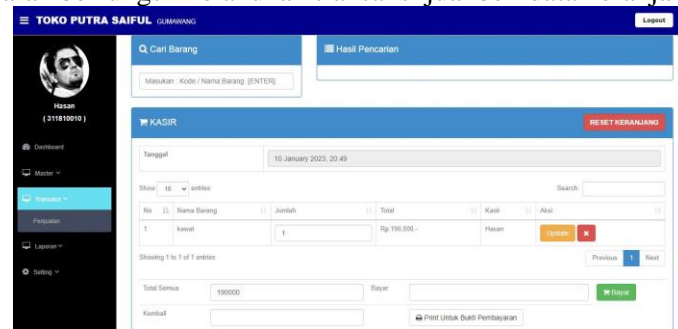 TOKO PUTRA SAIFUL GUMAWANG
Logout
Cari Barang
Hasil Pencarian
Masukan : Kode / Nama Barang [ENTER]
Hasan
( 311810010 )
KASIR
RESET KERANJANG
Dashboard
Tanggal
10 January 2023, 20:49
Master
Show 10 entries
Search:
Transaksi
No Nama Barang Jumlah Total Kasir Aksi
Penjualan
1 kawat 1 Rp 190,000,- Hasan Update
Laporan
Showing 1 to 1 of 1 entries
Previous 1 Next
Setting
Total Semua 190000 Bayar Bayar
Kembali Print Untuk Bukti Pembayaran